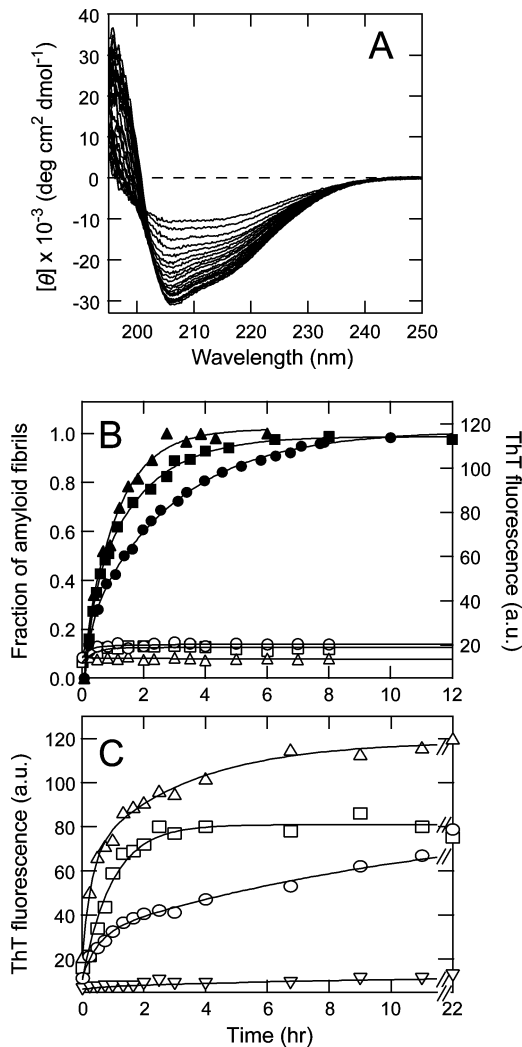 A
40
30
20
10
0
-10
-20
-30
[θ] x 10⁻³ (deg cm² dmol⁻¹)
200 210 220 230 240 250
Wavelength (nm)
B
1.0
0.8
0.6
0.4
0.2
0.0
Fraction of amyloid fibrils
120
100
80
60
40
20
ThT fluorescence (a.u.)
0 2 4 6 8 10 12
C
120
100
80
60
40
20
ThT fluorescence (a.u.)
0 2 4 6 8 10 22
Time (hr)